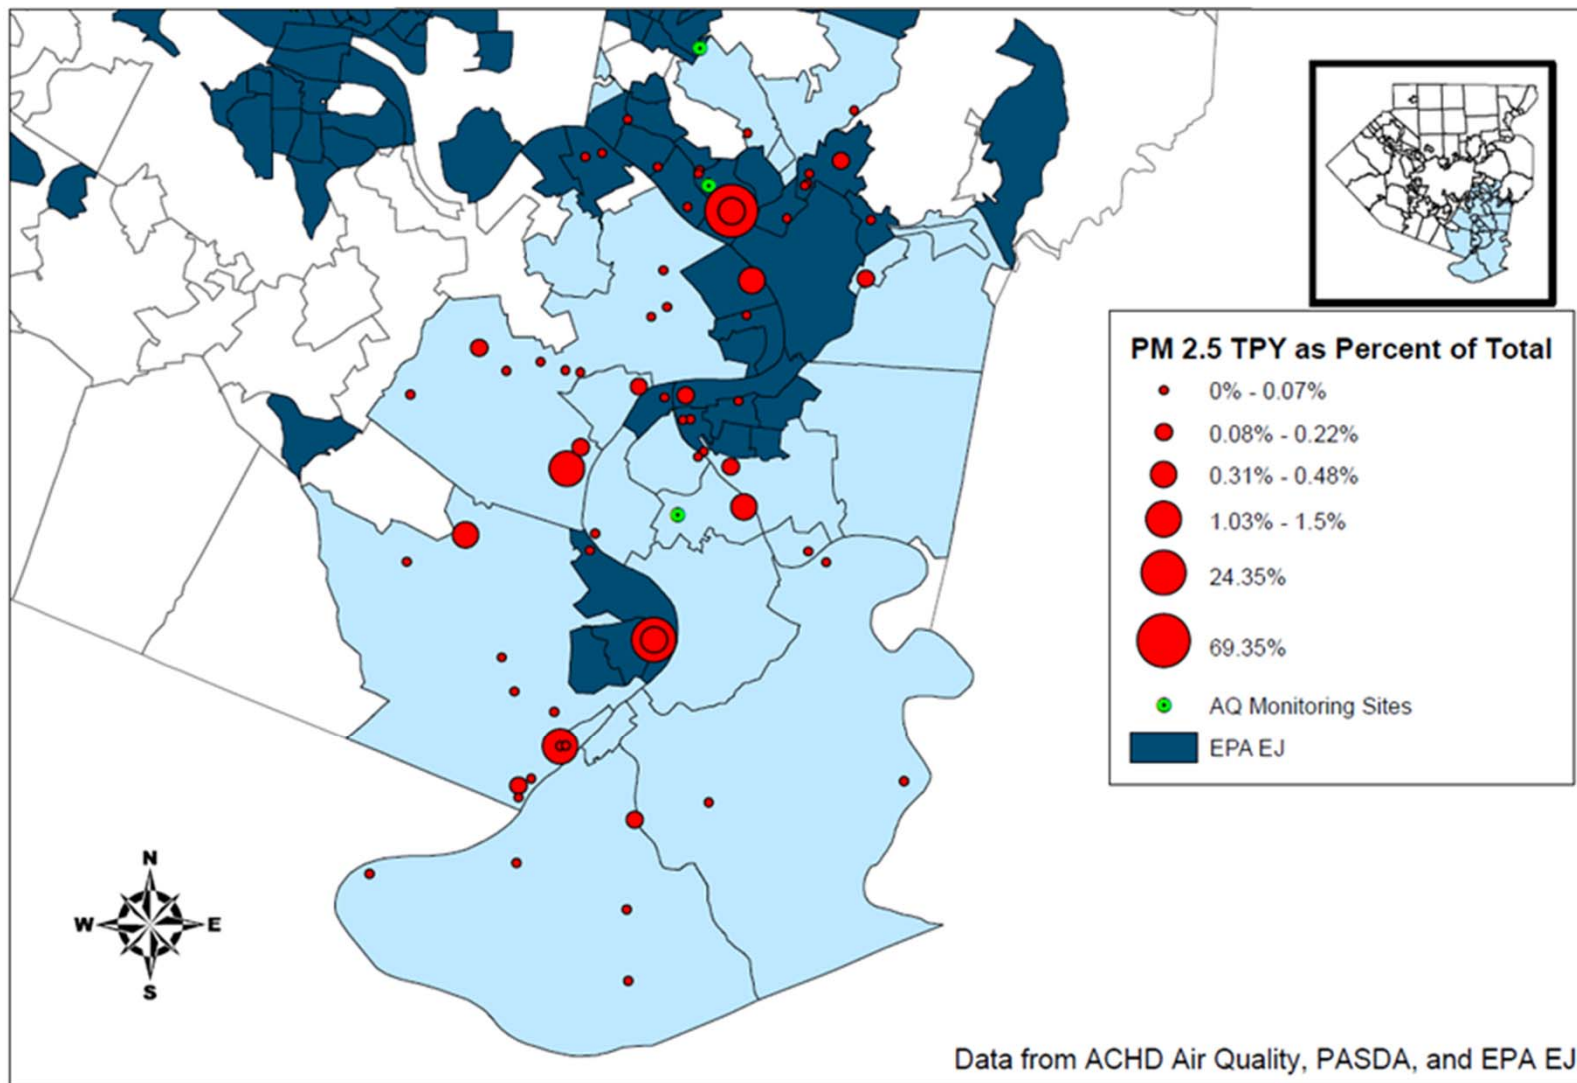 PM 2.5 TPY as Percent of Total
0% - 0.07%
0.08% - 0.22%
0.31% - 0.48%
1.03% - 1.5%
24.35%
69.35%
AQ Monitoring Sites
EPA EJ
N
W E
S
Data from ACHD Air Quality, PASDA, and EPA EJ